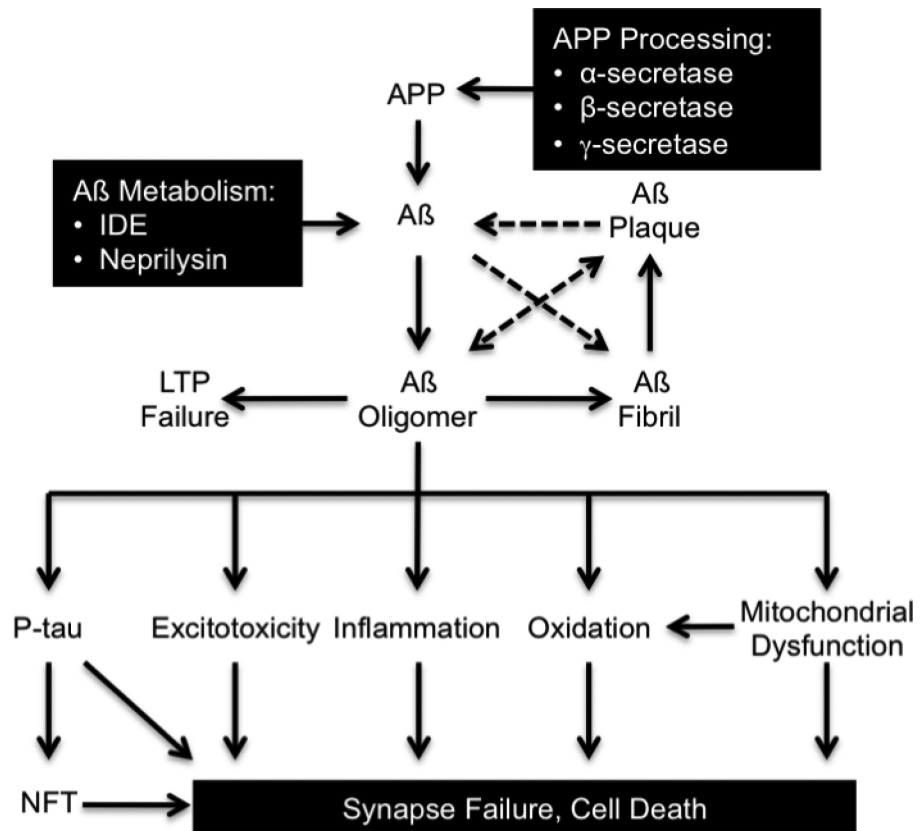 APP Processing:
• α-secretase
• β-secretase
• γ-secretase
APP
Aß Metabolism:
• IDE
• Neprilysin
Aß
Aß
Plaque
LTP
Failure
Aß
Oligomer
Aß
Fibril
P-tau
Excitotoxicity
Inflammation
Oxidation
Mitochondrial
Dysfunction
NFT
Synapse Failure, Cell Death